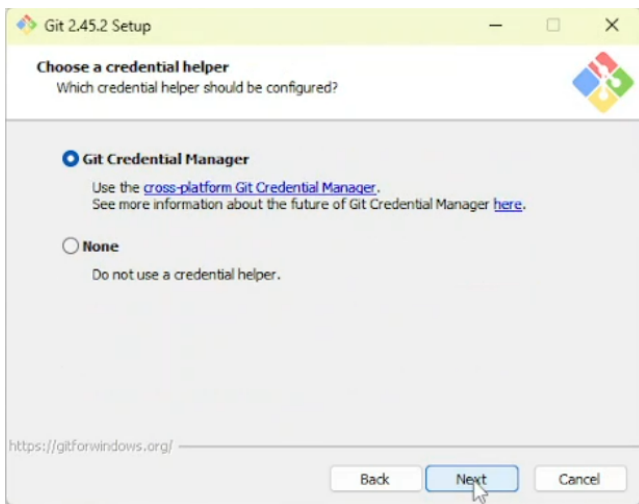 Git 2.45.2 Setup
Choose a credential helper
Which credential helper should be configured?
Git Credential Manager
Use the cross-platform Git Credential Manager.
See more information about the future of Git Credential Manager here.
None
Do not use a credential helper.
https://gitforwindows.org/
Back Next Cancel